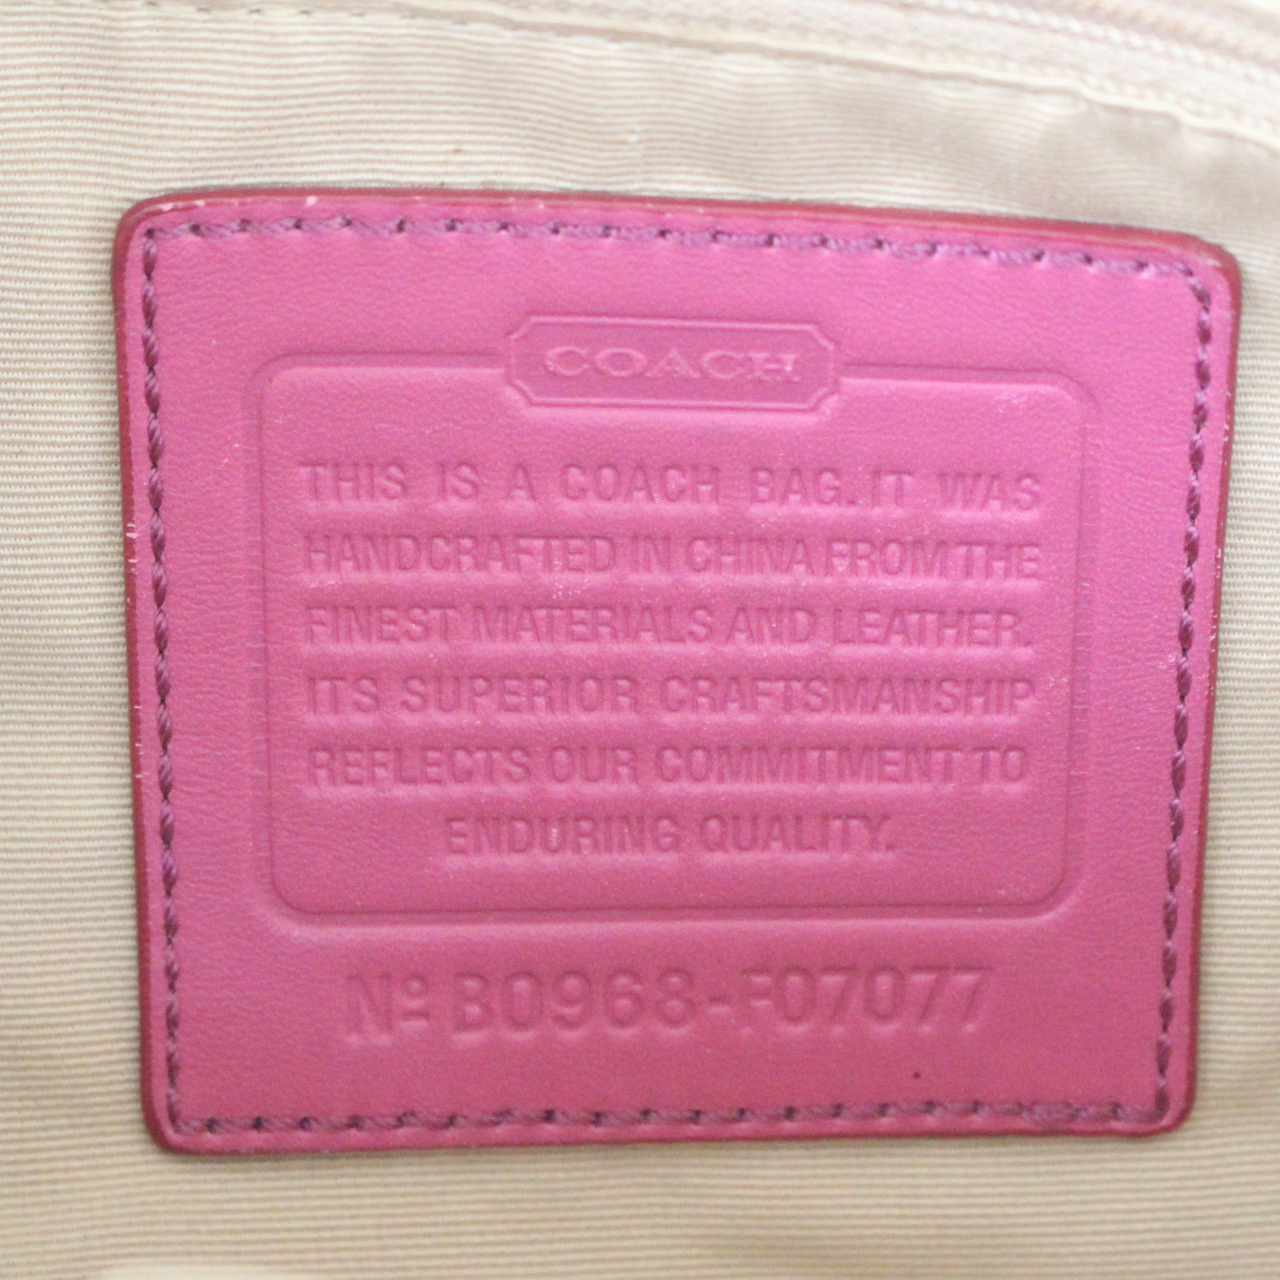 COACH
THIS IS A COACH BAG. IT WAS
HANDCRAFTED IN CHINA FROM THE
FINEST MATERIALS AND LEATHER.
ITS SUPERIOR CRAFTSMANSHIP
REFLECTS OUR COMMITMENT TO
ENDURING QUALITY.
Nº B0968-F07077